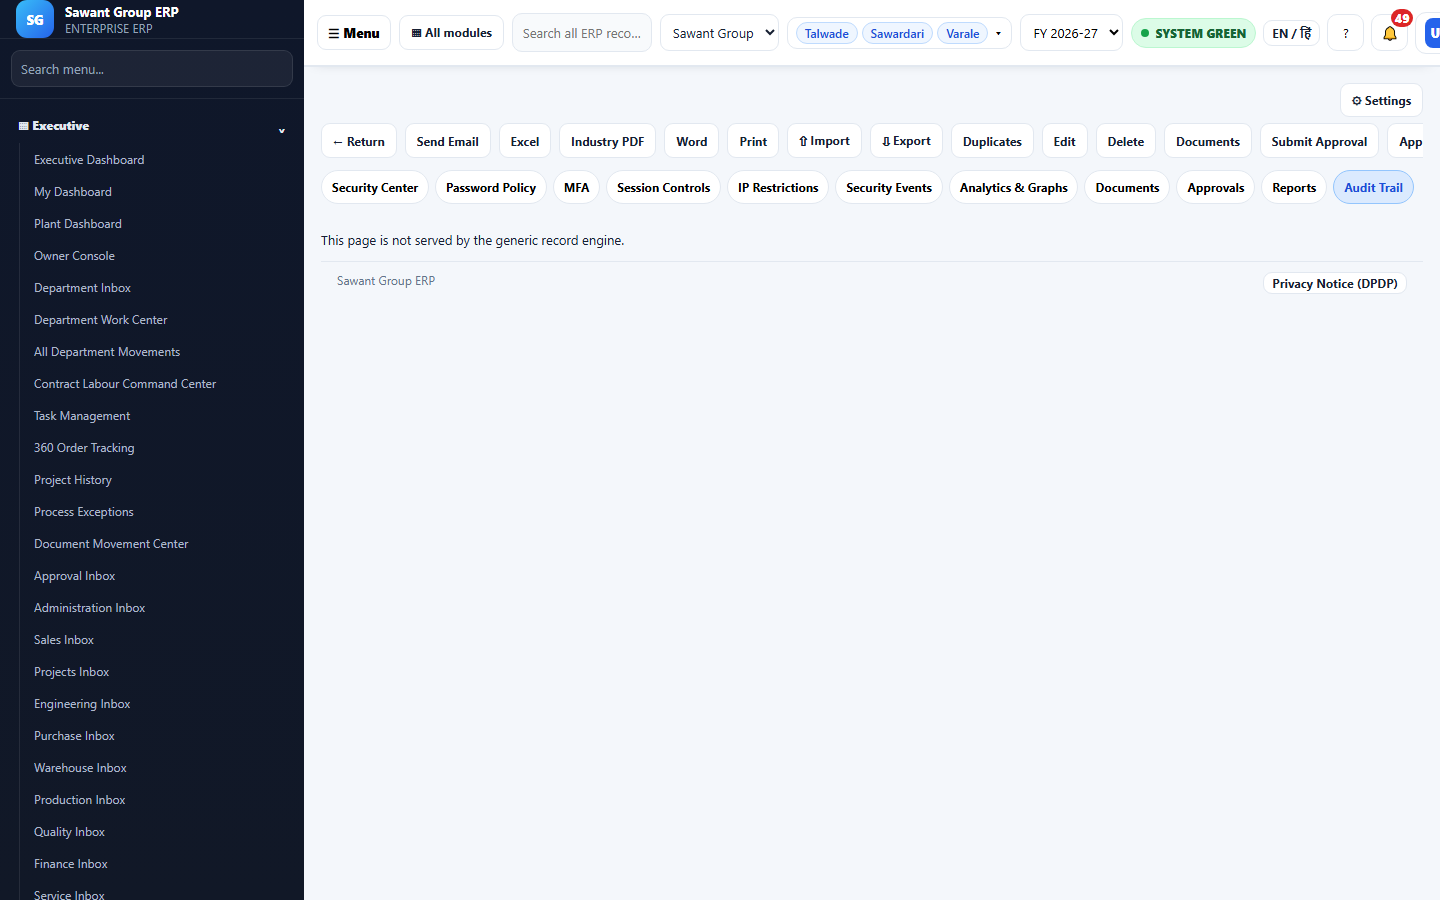 SG
Sawant Group ERP
ENTERPRISE ERP
☰ Menu
▦ All modules
Search all ERP reco...
Sawant Group
Talwade Sawardari Varale
FY 2026-27
SYSTEM GREEN
EN / हिं
?
49
U
Search menu...
Executive
Executive Dashboard
My Dashboard
Plant Dashboard
Owner Console
Department Inbox
Department Work Center
All Department Movements
Contract Labour Command Center
Task Management
360 Order Tracking
Project History
Process Exceptions
Document Movement Center
Approval Inbox
Administration Inbox
Sales Inbox
Projects Inbox
Engineering Inbox
Purchase Inbox
Warehouse Inbox
Production Inbox
Quality Inbox
Finance Inbox
Service Inbox
⚙ Settings
← Return Send Email Excel Industry PDF Word Print ⇧ Import ⇩ Export Duplicates Edit Delete Documents Submit Approval App
Security Center Password Policy MFA Session Controls IP Restrictions Security Events Analytics & Graphs Documents Approvals Reports Audit Trail
This page is not served by the generic record engine.
Sawant Group ERP
Privacy Notice (DPDP)